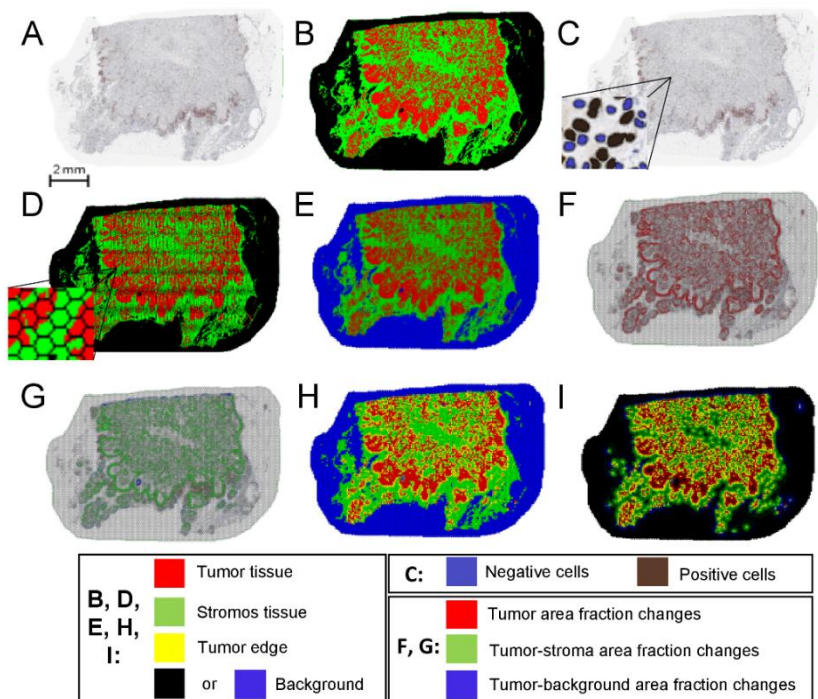 A
B
C
2 mm
D
E
F
G
H
I
B, D,
E, H,
I:
Tumor tissue
Stromos tissue
Tumor edge
or Background
C: Negative cells Positive cells
F, G:
Tumor area fraction changes
Tumor-stroma area fraction changes
Tumor-background area fraction changes